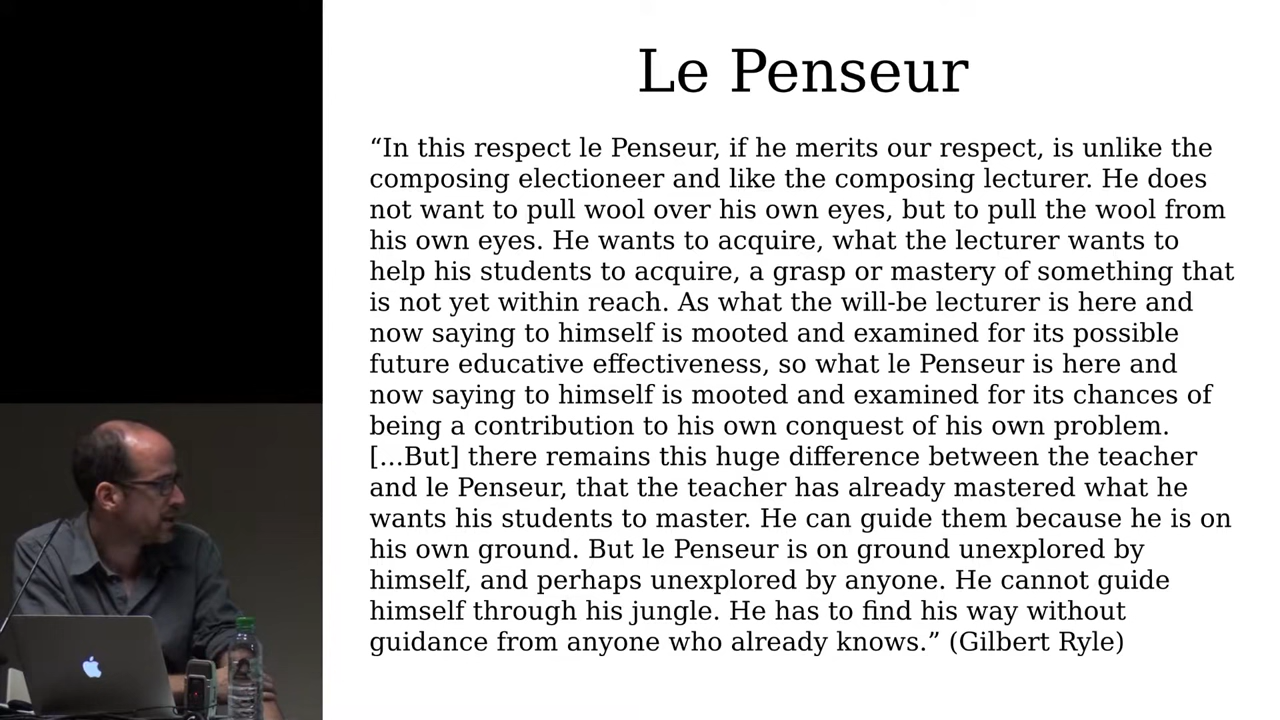 Le Penseur
“In this respect le Penseur, if he merits our respect, is unlike the
composing electioneer and like the composing lecturer. He does
not want to pull wool over his own eyes, but to pull the wool from
his own eyes. He wants to acquire, what the lecturer wants to
help his students to acquire, a grasp or mastery of something that
is not yet within reach. As what the will-be lecturer is here and
now saying to himself is mooted and examined for its possible
future educative effectiveness, so what le Penseur is here and
now saying to himself is mooted and examined for its chances of
being a contribution to his own conquest of his own problem.
[…But] there remains this huge difference between the teacher
and le Penseur, that the teacher has already mastered what he
wants his students to master. He can guide them because he is on
his own ground. But le Penseur is on ground unexplored by
himself, and perhaps unexplored by anyone. He cannot guide
himself through his jungle. He has to find his way without
guidance from anyone who already knows.” (Gilbert Ryle)